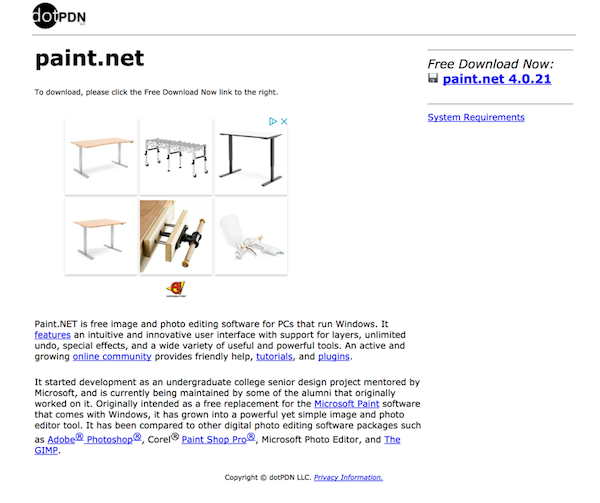 dotPDN LLC
paint.net
To download, please click the Free Download Now link to the right.
Free Download Now:
paint.net 4.0.21
System Requirements
Paint.NET is free image and photo editing software for PCs that run Windows. It
features an intuitive and innovative user interface with support for layers, unlimited
undo, special effects, and a wide variety of useful and powerful tools. An active and
growing online community provides friendly help, tutorials, and plugins.
It started development as an undergraduate college senior design project mentored by
Microsoft, and is currently being maintained by some of the alumni that originally
worked on it. Originally intended as a free replacement for the Microsoft Paint software
that comes with Windows, it has grown into a powerful yet simple image and photo
editor tool. It has been compared to other digital photo editing software packages such
as Adobe® Photoshop®, Corel® Paint Shop Pro®, Microsoft Photo Editor, and The
GIMP.
Copyright © dotPDN LLC. Privacy Information.